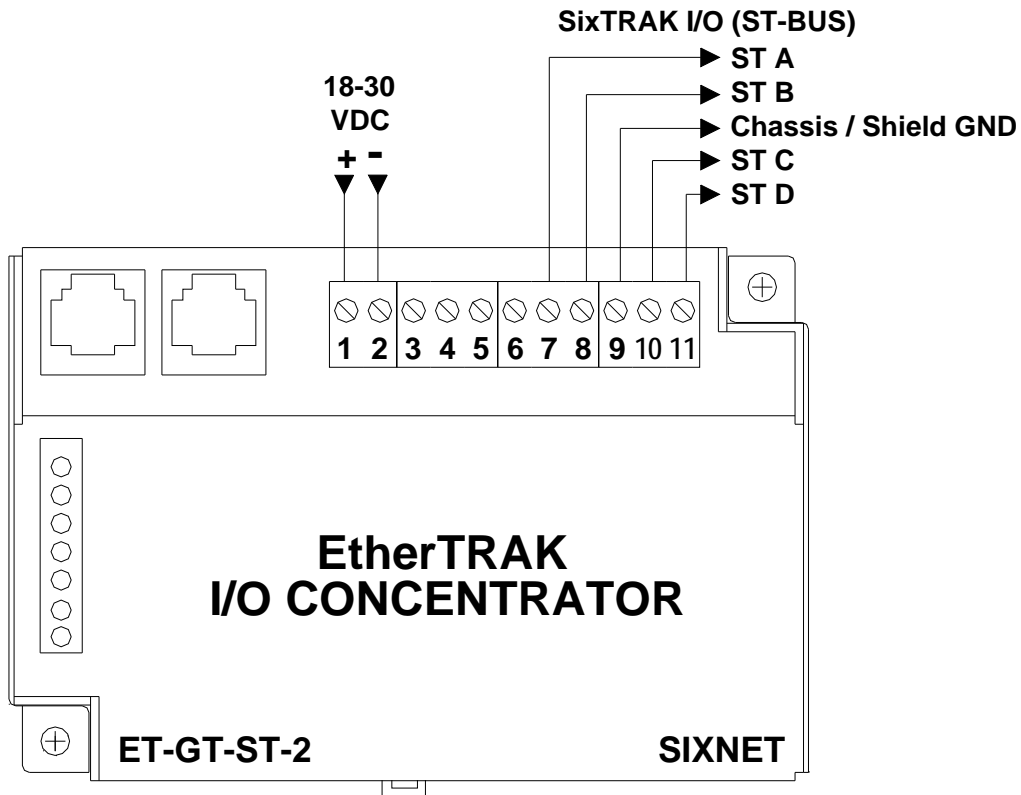 SixTRAK I/O (ST-BUS)
ST A
ST B
Chassis / Shield GND
ST C
ST D
18-30
VDC
+ -
1 2 3 4 5 6 7 8 9 10 11
EtherTRAK
I/O CONCENTRATOR
ET-GT-ST-2 SIXNET